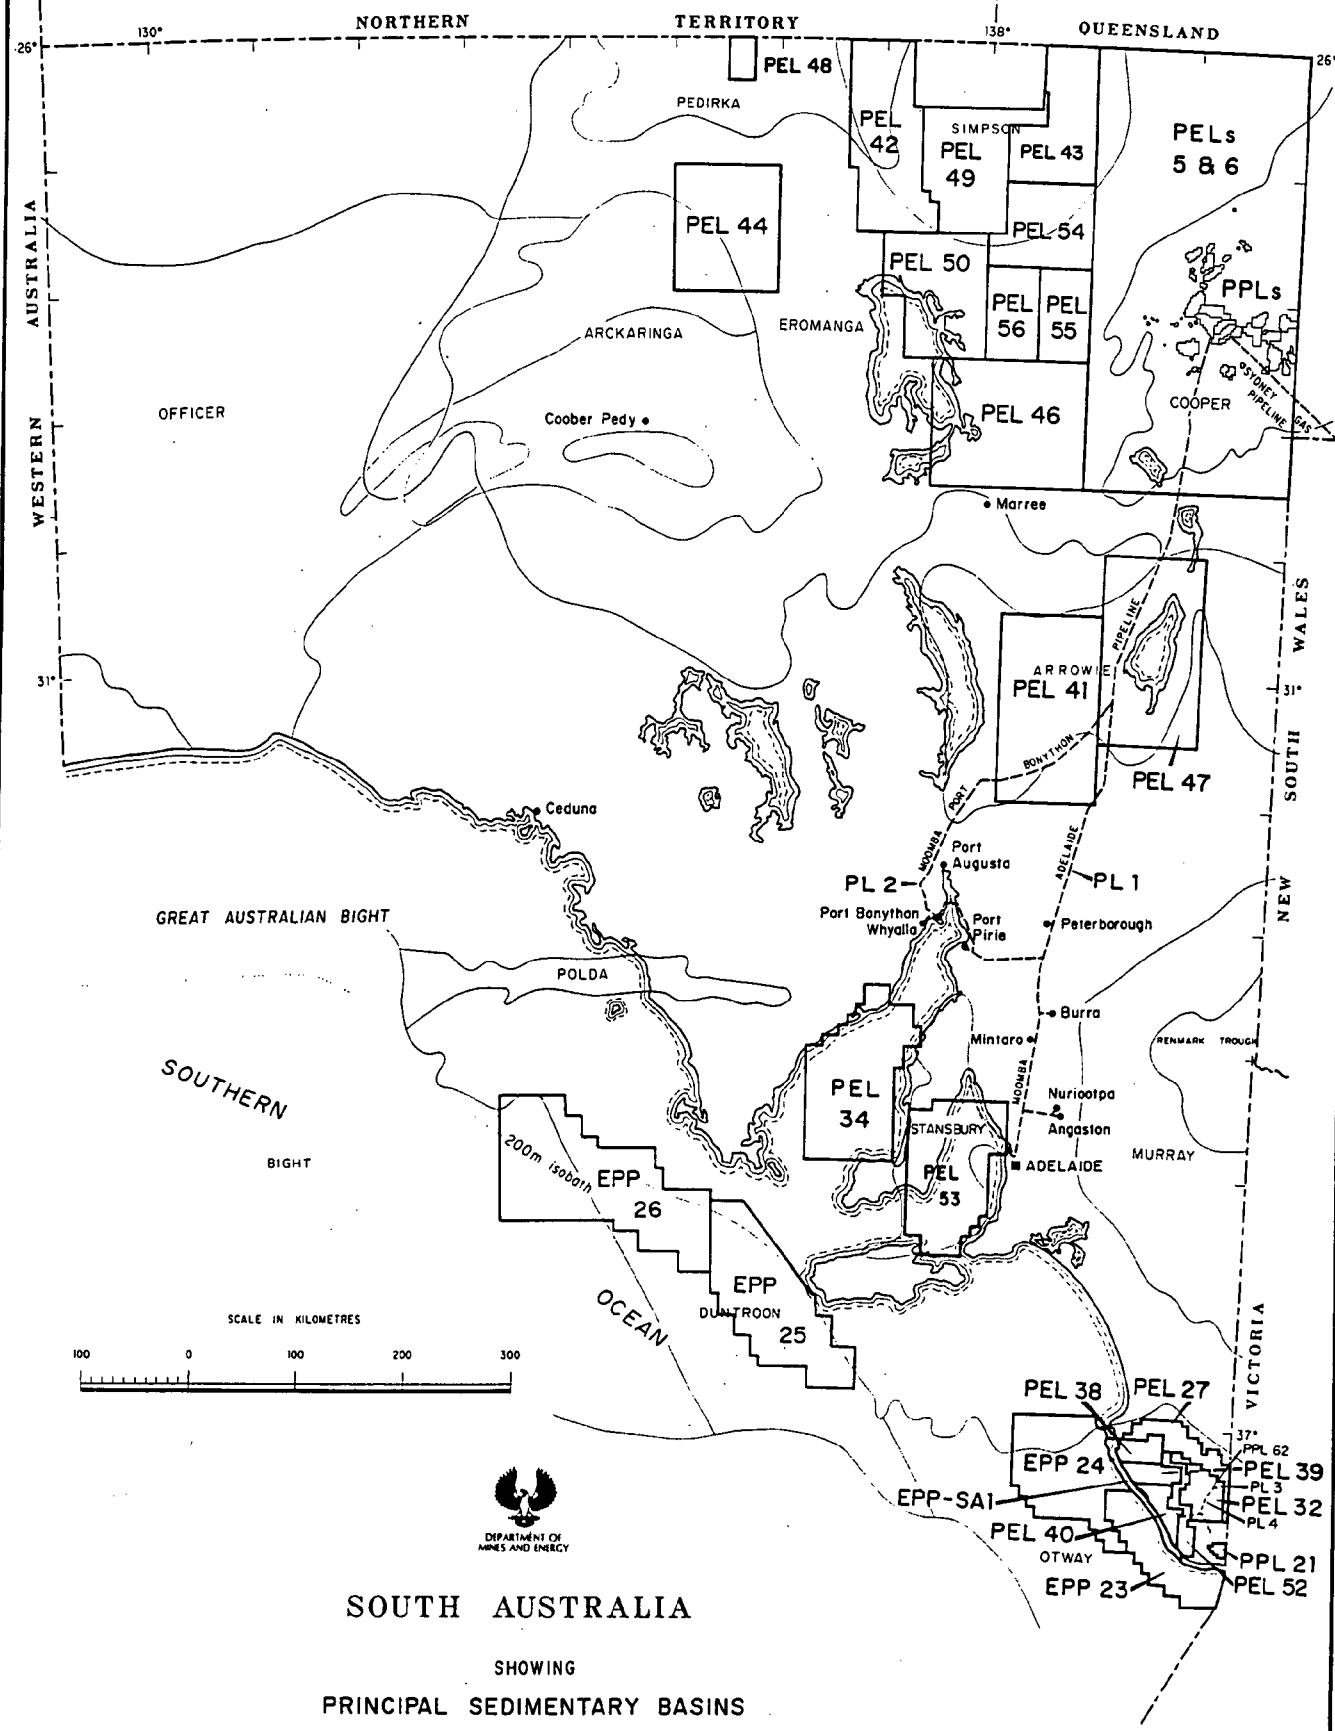 NORTHERN TERRITORY QUEENSLAND
130°
138°
26°
26°
PEL 48
PEDIRKA
PEL
42
SIMPSON
PEL
49
PEL 43
PELs
5 & 6
PEL 44
PEL 54
PEL 50
PEL
56
PEL
55
PPLs
WESTERN AUSTRALIA
ARCKARINGA
EROMANGA
OFFICER
Coober Pedy
PEL 46
COOPER
SYDNEY
PIPELINE GAS
Marree
31°
31°
PIPELINE
ARROWIE
PEL 41
BONYTHON
PEL 47
NEW SOUTH WALES
Ceduna
PORT
MOOMBA
ADELAIDE
Port
Augusta
PL 2
PL 1
Port Bonython
Whyalla
Port
Pirie
Peterborough
GREAT AUSTRALIAN BIGHT
POLDA
Burra
Mintaro
RENMARK TROUGH
SOUTHERN
PEL
34
MOOMBA
Nuriootpa
Angaston
STANSBURY
200m isobath
BIGHT
EPP
26
PEL
53
ADELAIDE
MURRAY
EPP
DUNTROON
25
OCEAN
SCALE IN KILOMETRES
100 0 100 200 300
VICTORIA
PEL 38
PEL 27
37°
PPL 62
EPP 24
PEL 39
PL 3
EPP-SA1
PEL 32
PL4
PEL 40
OTWAY
PPL 21
EPP 23
PEL 52
DEPARTMENT OF
MINES AND ENERGY
SOUTH AUSTRALIA
SHOWING
PRINCIPAL SEDIMENTARY BASINS